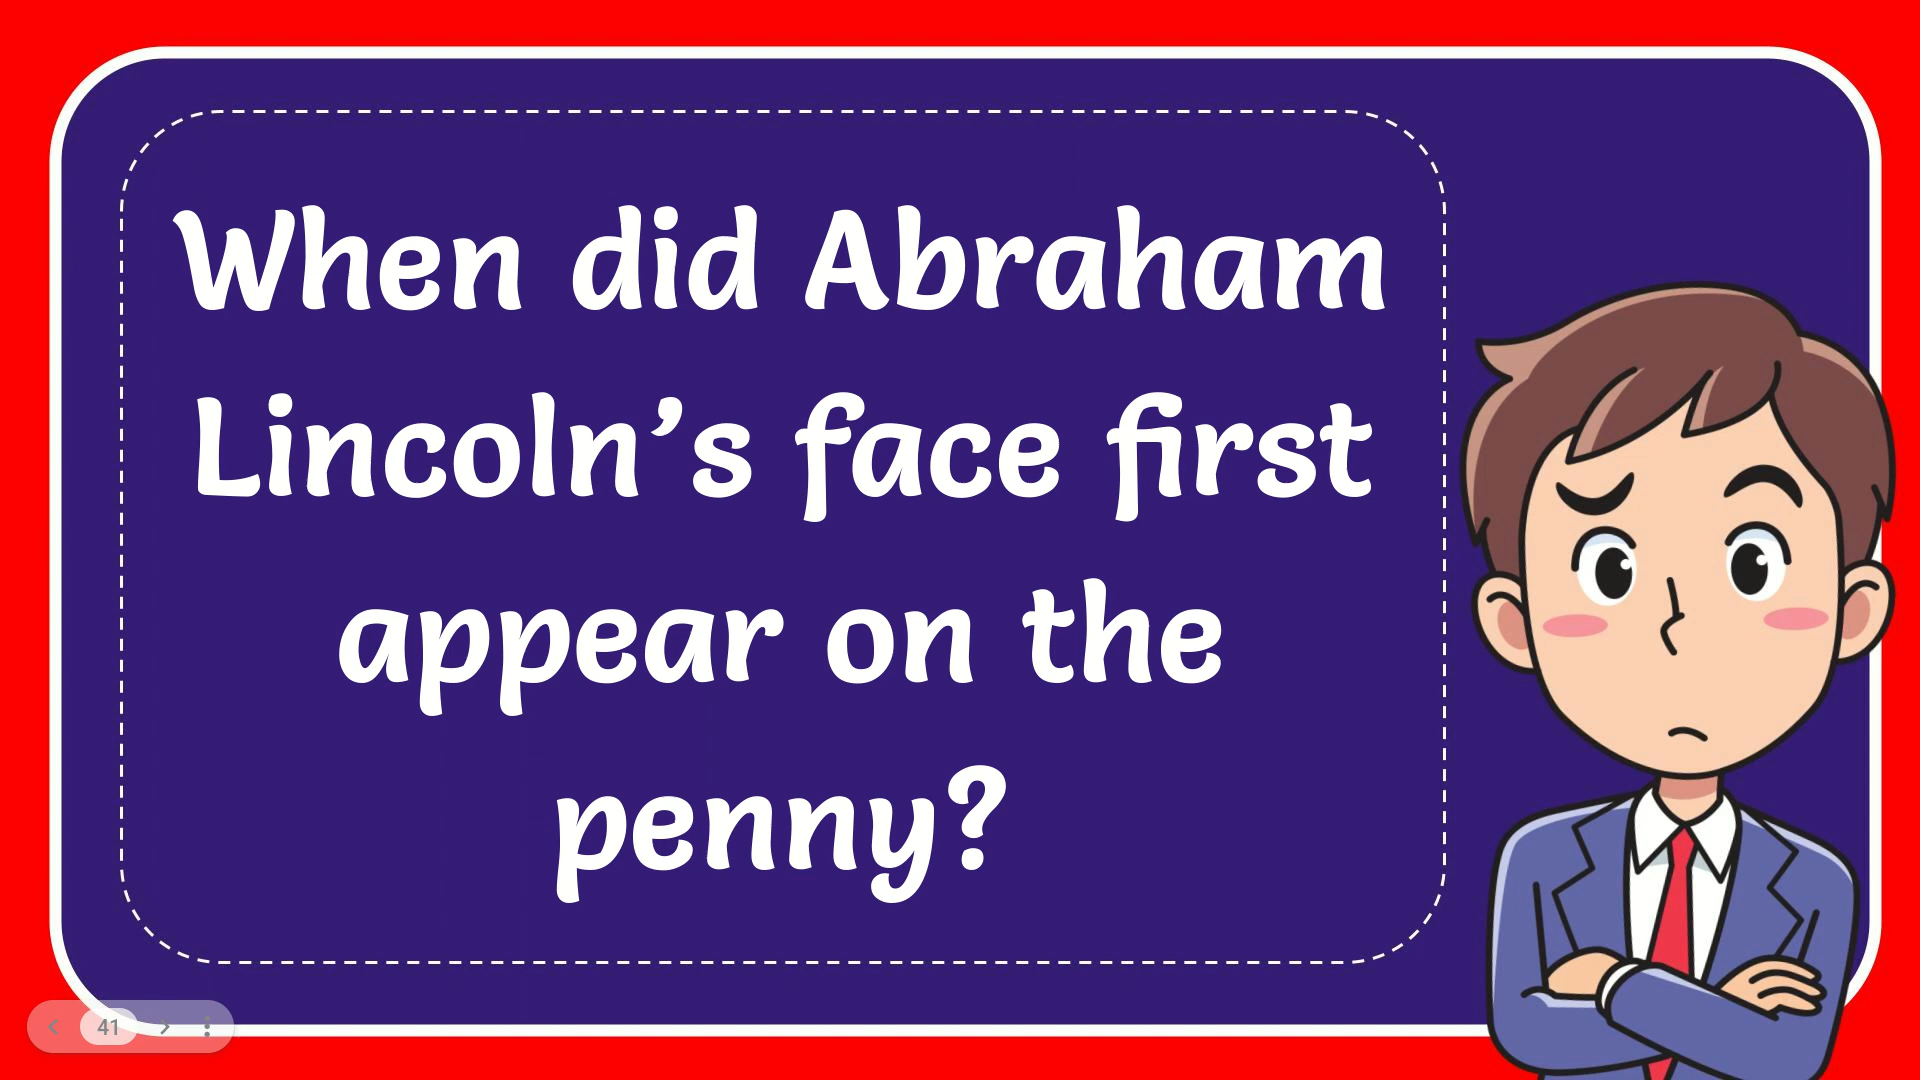 When did Abraham
Lincoln’s face first
appear on the
penny?
41